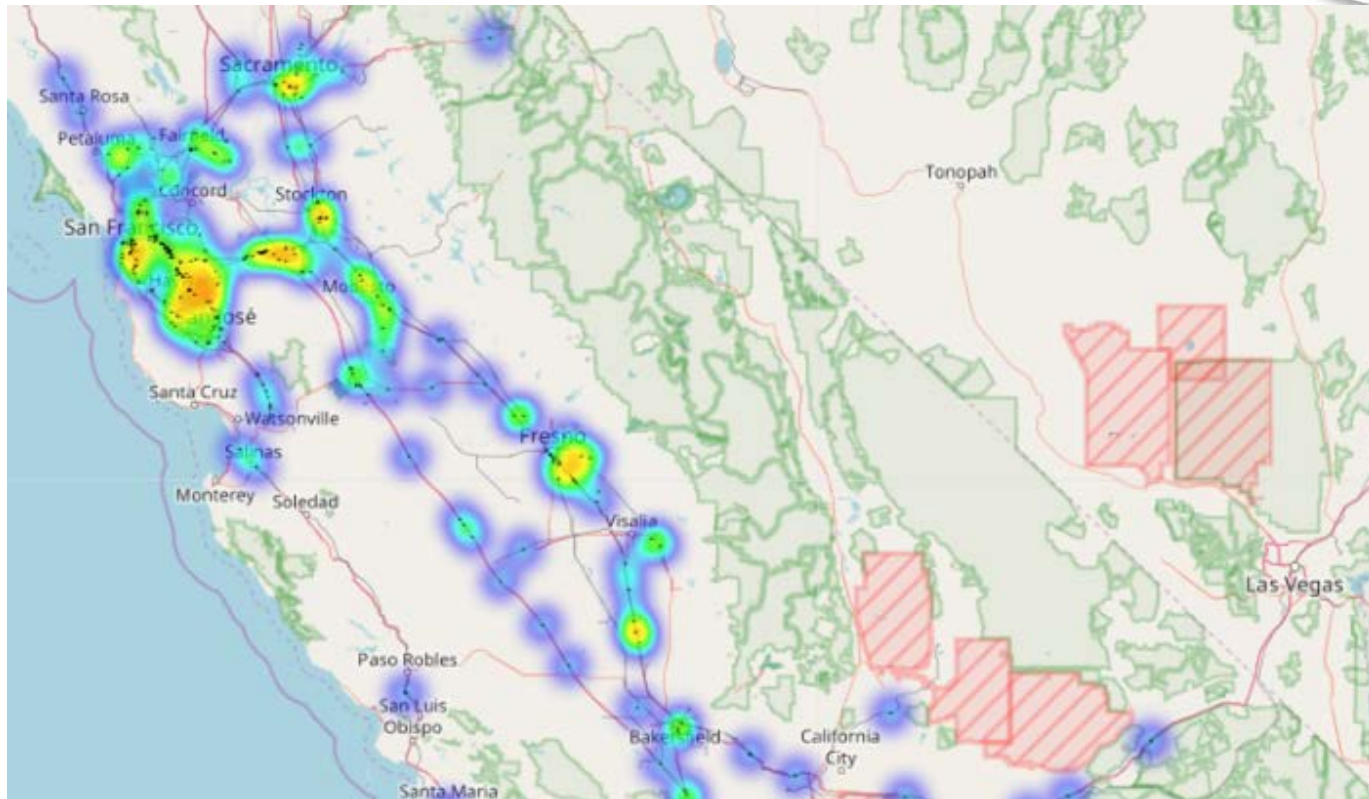 Sacramento
Santa Rosa
Petaluma
Fairfield
Concord
Stockton
Tonopah
San Francisco
Modesto
San José
Santa Cruz
Watsonville
Fresno
Salinas
Monterey
Soledad
Visalia
Las Vegas
Paso Robles
San Luis
Obispo
Bakersfield
California
City
Santa Maria